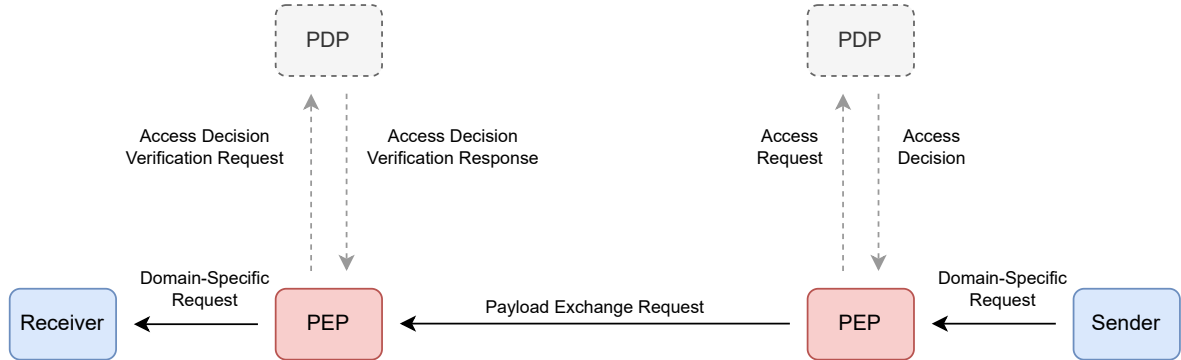 PDP
PDP
Access Decision
Verification Request
Access Decision
Verification Response
Access
Request
Access
Decision
Domain-Specific
Request
Payload Exchange Request
Domain-Specific
Request
Receiver
PEP
PEP
Sender